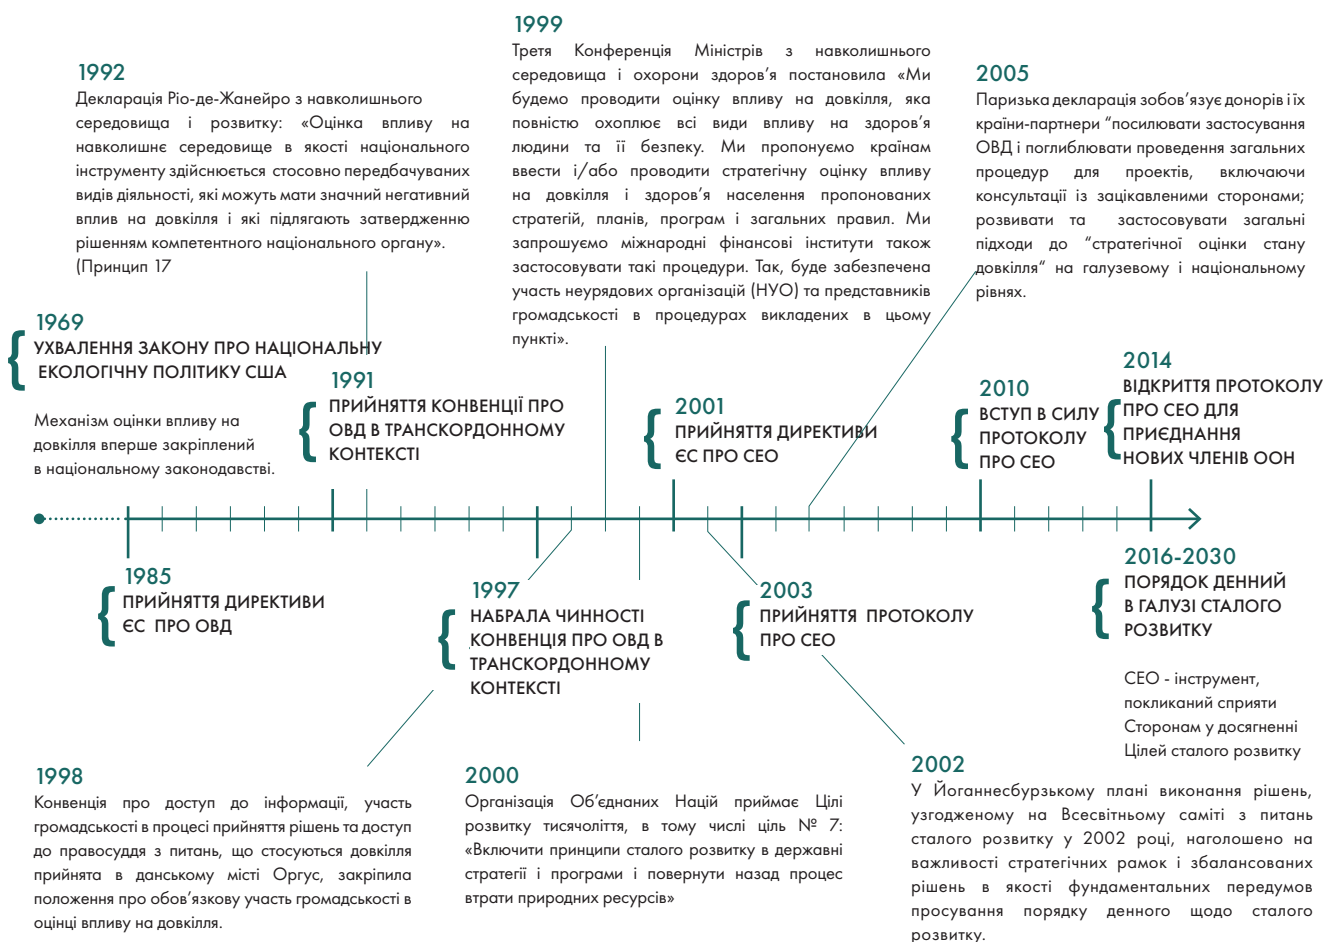 1992
Декларація Ріо-де-Жанейро з навколишнього
середовища і розвитку: «Оцінка впливу на
навколишнє середовище в якості національного
інструменту здійснюється стосовно передбачуваних
видів діяльності, які можуть мати значний негативний
вплив на довкілля і які підлягають затвердженню
рішенням компетентного національного органу».
(Принцип 17
1999
Третя Конференція Міністрів з навколишнього
середовища і охорони здоров’я постановила «Ми
будемо проводити оцінку впливу на довкілля, яка
повністю охоплює всі види впливу на здоров’я
людини та її безпеку. Ми пропонуємо країнам
ввести і/або проводити стратегічну оцінку впливу
на довкілля і здоров’я населення пропонованих
стратегій, планів, програм і загальних правил. Ми
запрошуємо міжнародні фінансові інститути також
застосовувати такі процедури. Так, буде забезпечена
участь неурядових організацій (НУО) та представників
громадськості в процедурах викладених в цьому
пункті».
2005
Паризька декларація зобов’язує донорів і їх
країни-партнери “посилювати застосування
ОВД і поглиблювати проведення загальних
процедур для проектів, включаючи
консультації із зацікавленими сторонами;
розвивати та застосовувати загальні
підходи до “стратегічної оцінки стану
довкілля“ на галузевому і національному
рівнях.
1969
УХВАЛЕННЯ ЗАКОНУ ПРО НАЦІОНАЛЬНУ
ЕКОЛОГІЧНУ ПОЛІТИКУ США
Механізм оцінки впливу на
довкілля вперше закріплений
в національному законодавстві.
1991
ПРИЙНЯТТЯ КОНВЕНЦІЇ ПРО
ОВД В ТРАНСКОРДОННОМУ
КОНТЕКСТІ
2001
ПРИЙНЯТТЯ ДИРЕКТИВИ
ЄС ПРО СЕО
2010
ВСТУП В СИЛУ
ПРОТОКОЛУ
ПРО СЕО
2014
ВІДКРИТТЯ ПРОТОКОЛУ
ПРО СЕО ДЛЯ
ПРИЄДНАННЯ
НОВИХ ЧЛЕНІВ ООН
1985
ПРИЙНЯТТЯ ДИРЕКТИВИ
ЄС ПРО ОВД
1997
НАБРАЛА ЧИННОСТІ
КОНВЕНЦІЯ ПРО ОВД В
ТРАНСКОРДОННОМУ
КОНТЕКСТІ
2003
ПРИЙНЯТТЯ ПРОТОКОЛУ
ПРО СЕО
2016-2030
ПОРЯДОК ДЕННИЙ
В ГАЛУЗІ СТАЛОГО
РОЗВИТКУ
СЕО - інструмент,
покликаний сприяти
Сторонам у досягненні
Цілей сталого розвитку
1998
Конвенція про доступ до інформації, участь
громадськості в процесі прийняття рішень та доступ
до правосуддя з питань, що стосуються довкілля
прийнята в данському місті Оргус, закріпила
положення про обов’язкову участь громадськості в
оцінці впливу на довкілля.
2000
Організація Об’єднаних Націй приймає Цілі
розвитку тисячоліття, в тому числі ціль № 7:
«Включити принципи сталого розвитку в державні
стратегії і програми і повернути назад процес
втрати природних ресурсів»
2002
У Йоганнесбурзькому плані виконання рішень,
узгодженому на Всесвітньому саміті з питань
сталого розвитку у 2002 році, наголошено на
важливості стратегічних рамок і збалансованих
рішень в якості фундаментальних передумов
просування порядку денного щодо сталого
розвитку.